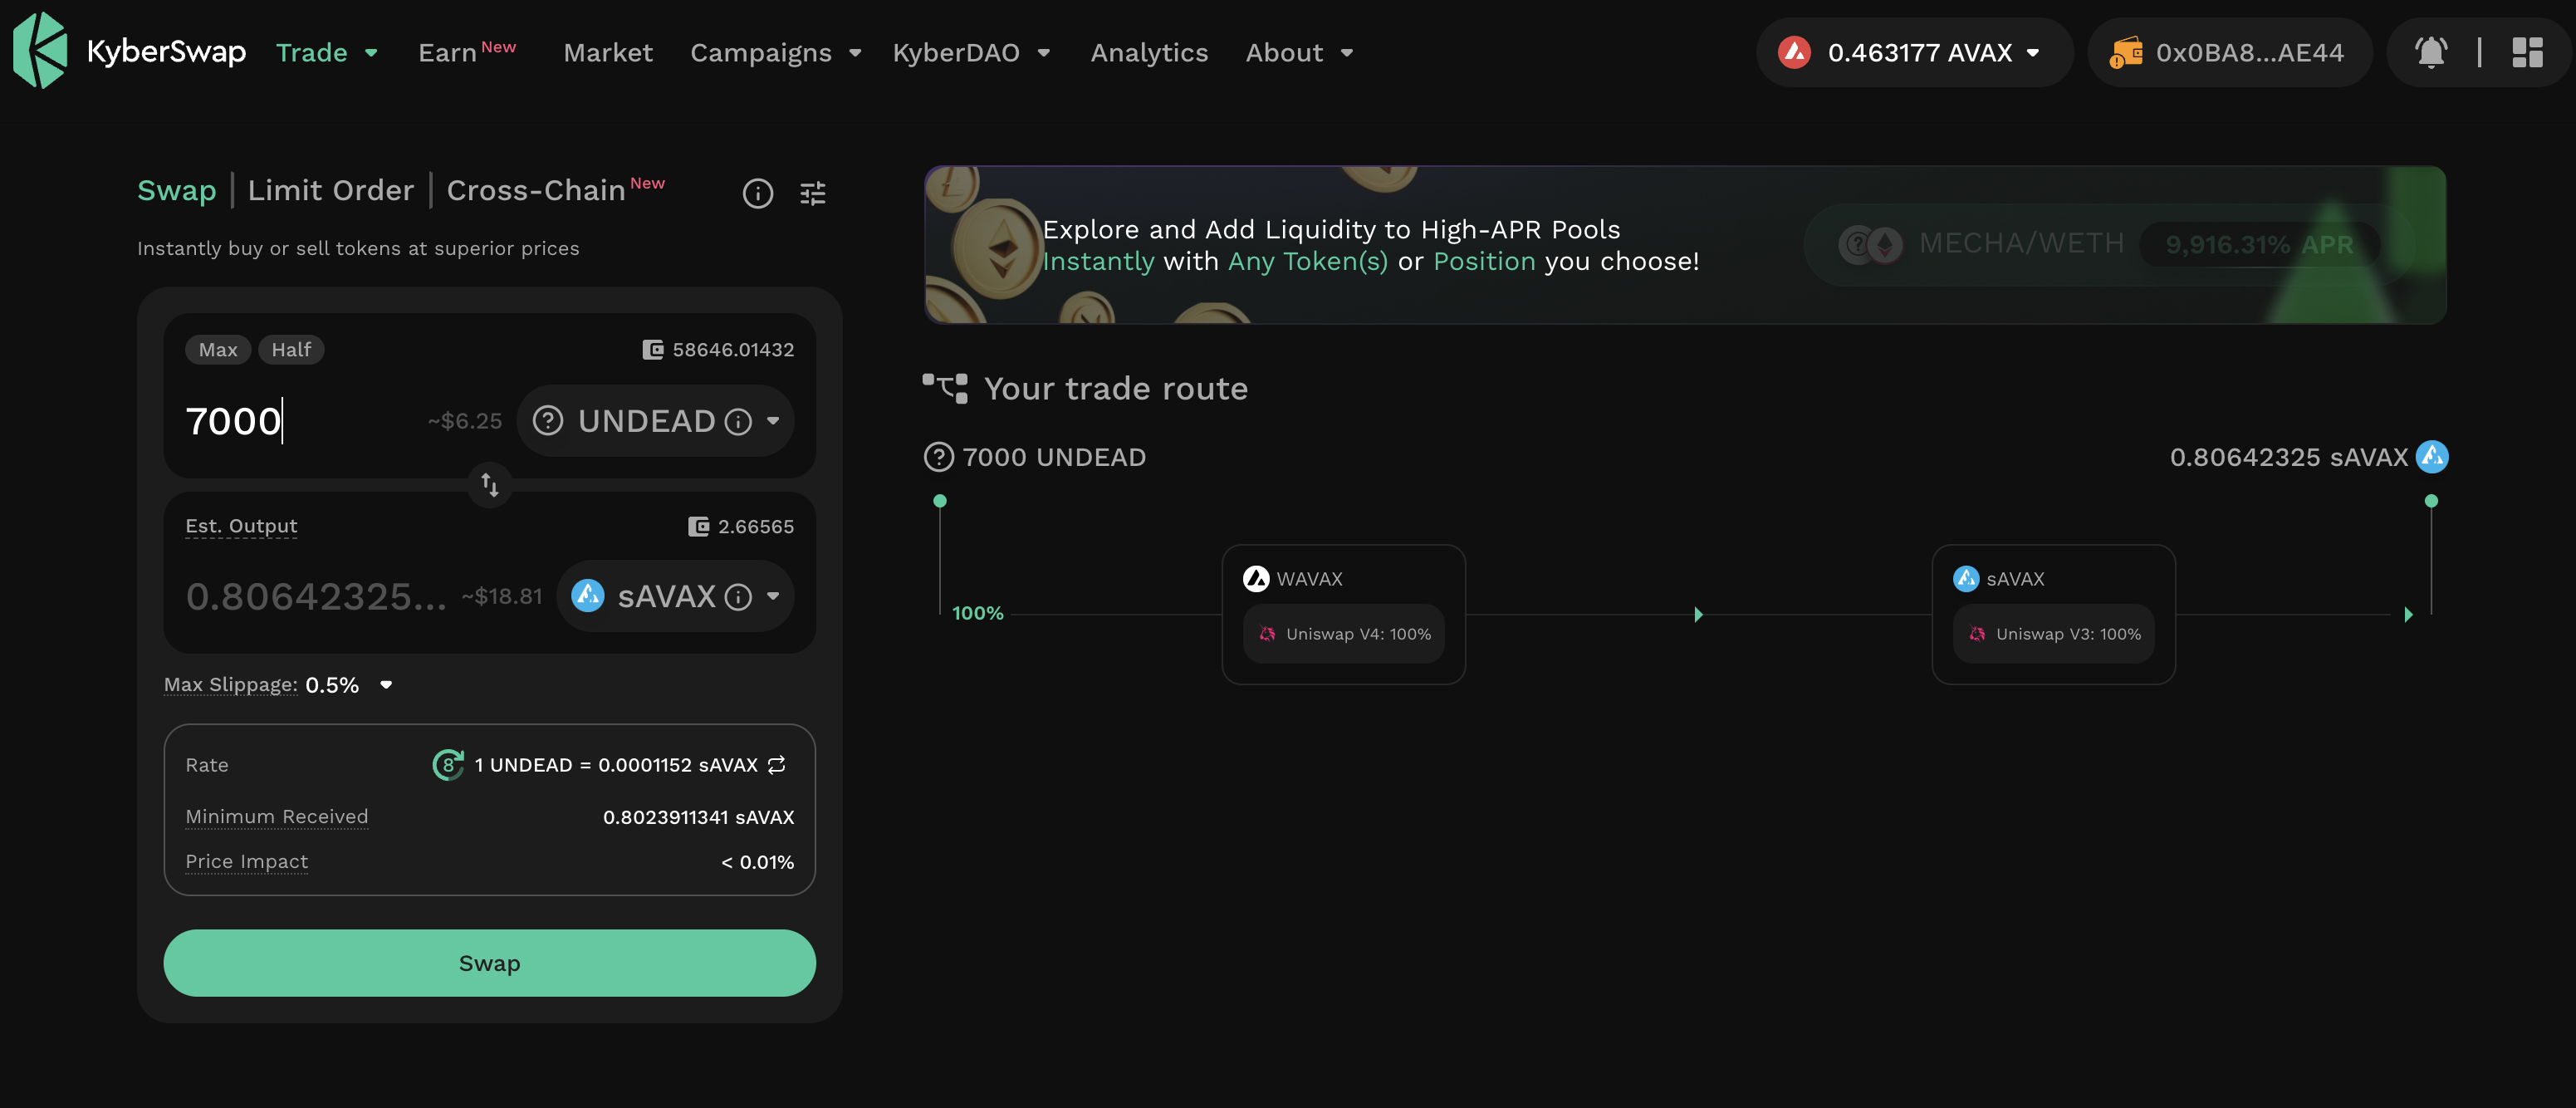 KyberSwap
Trade
Earn New
Market
Campaigns
KyberDAO
Analytics
About
0.463177 AVAX
0x0BA8...AE44
Swap | Limit Order | Cross-Chain New
Instantly buy or sell tokens at superior prices
Max Half 58646.01432
7000 ~$6.25 UNDEAD
Est. Output 2.66565
0.80642325... ~$18.81 sAVAX
Max Slippage: 0.5%
Rate 8 1 UNDEAD = 0.0001152 sAVAX
Minimum Received 0.8023911341 sAVAX
Price Impact < 0.01%
Swap
Explore and Add Liquidity to High-APR Pools
Instantly with Any Token(s) or Position you choose!
MECHA/WETH 9,916.31% APR
Your trade route
7000 UNDEAD 0.80642325 sAVAX
100%
WAVAX
Uniswap V4: 100%
sAVAX
Uniswap V3: 100%